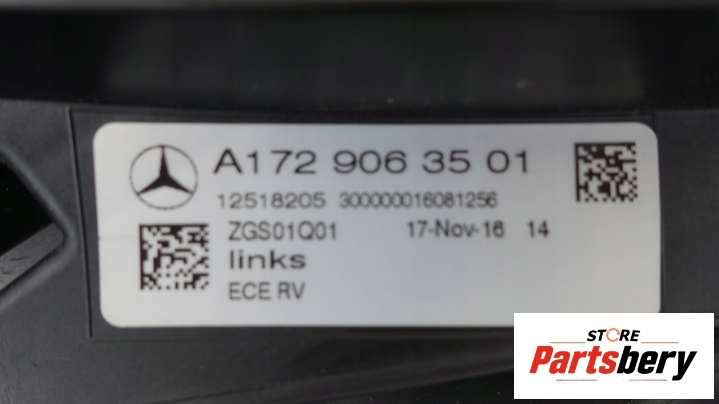 A172 906 35 01
12518205 300000016081256
ZGS01Q01 17-Nov-16 14
links
ECE RV
STORE
Partsbery